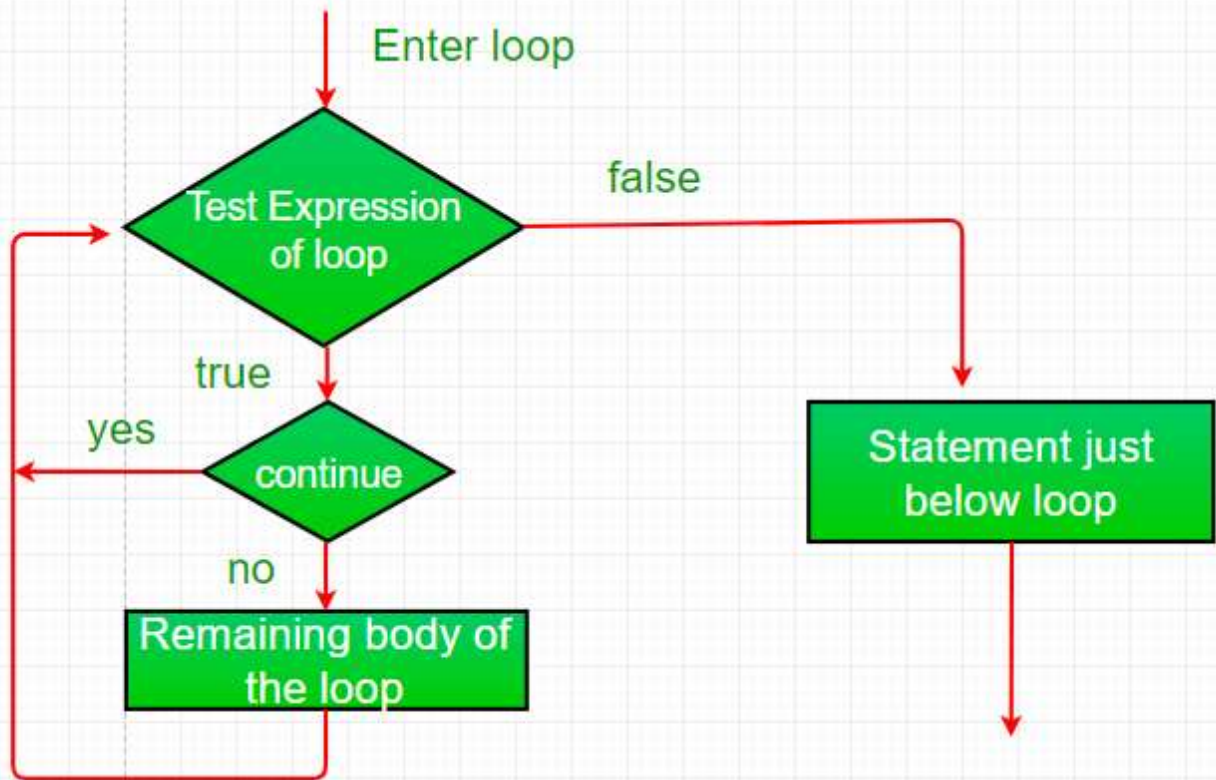 Enter loop
false
Test Expression
of loop
true
yes
continue
Statement just
below loop
no
Remaining body of
the loop